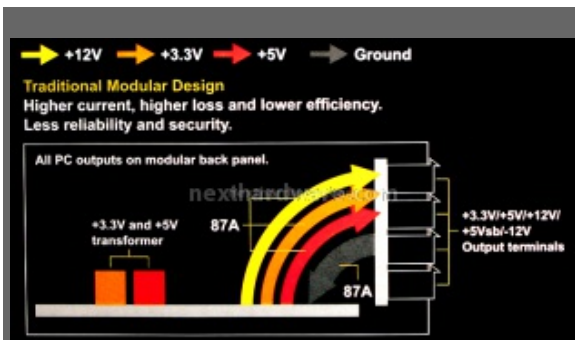 +12V +3.3V +5V Ground
Traditional Modular Design
Higher current, higher loss and lower efficiency.
Less reliability and security.
All PC outputs on modular back panel.
nexthardware.com
+3.3V and +5V
transformer
87A
87A
+3.3V/+5V/+12V/
+5Vsb/-12V
Output terminals